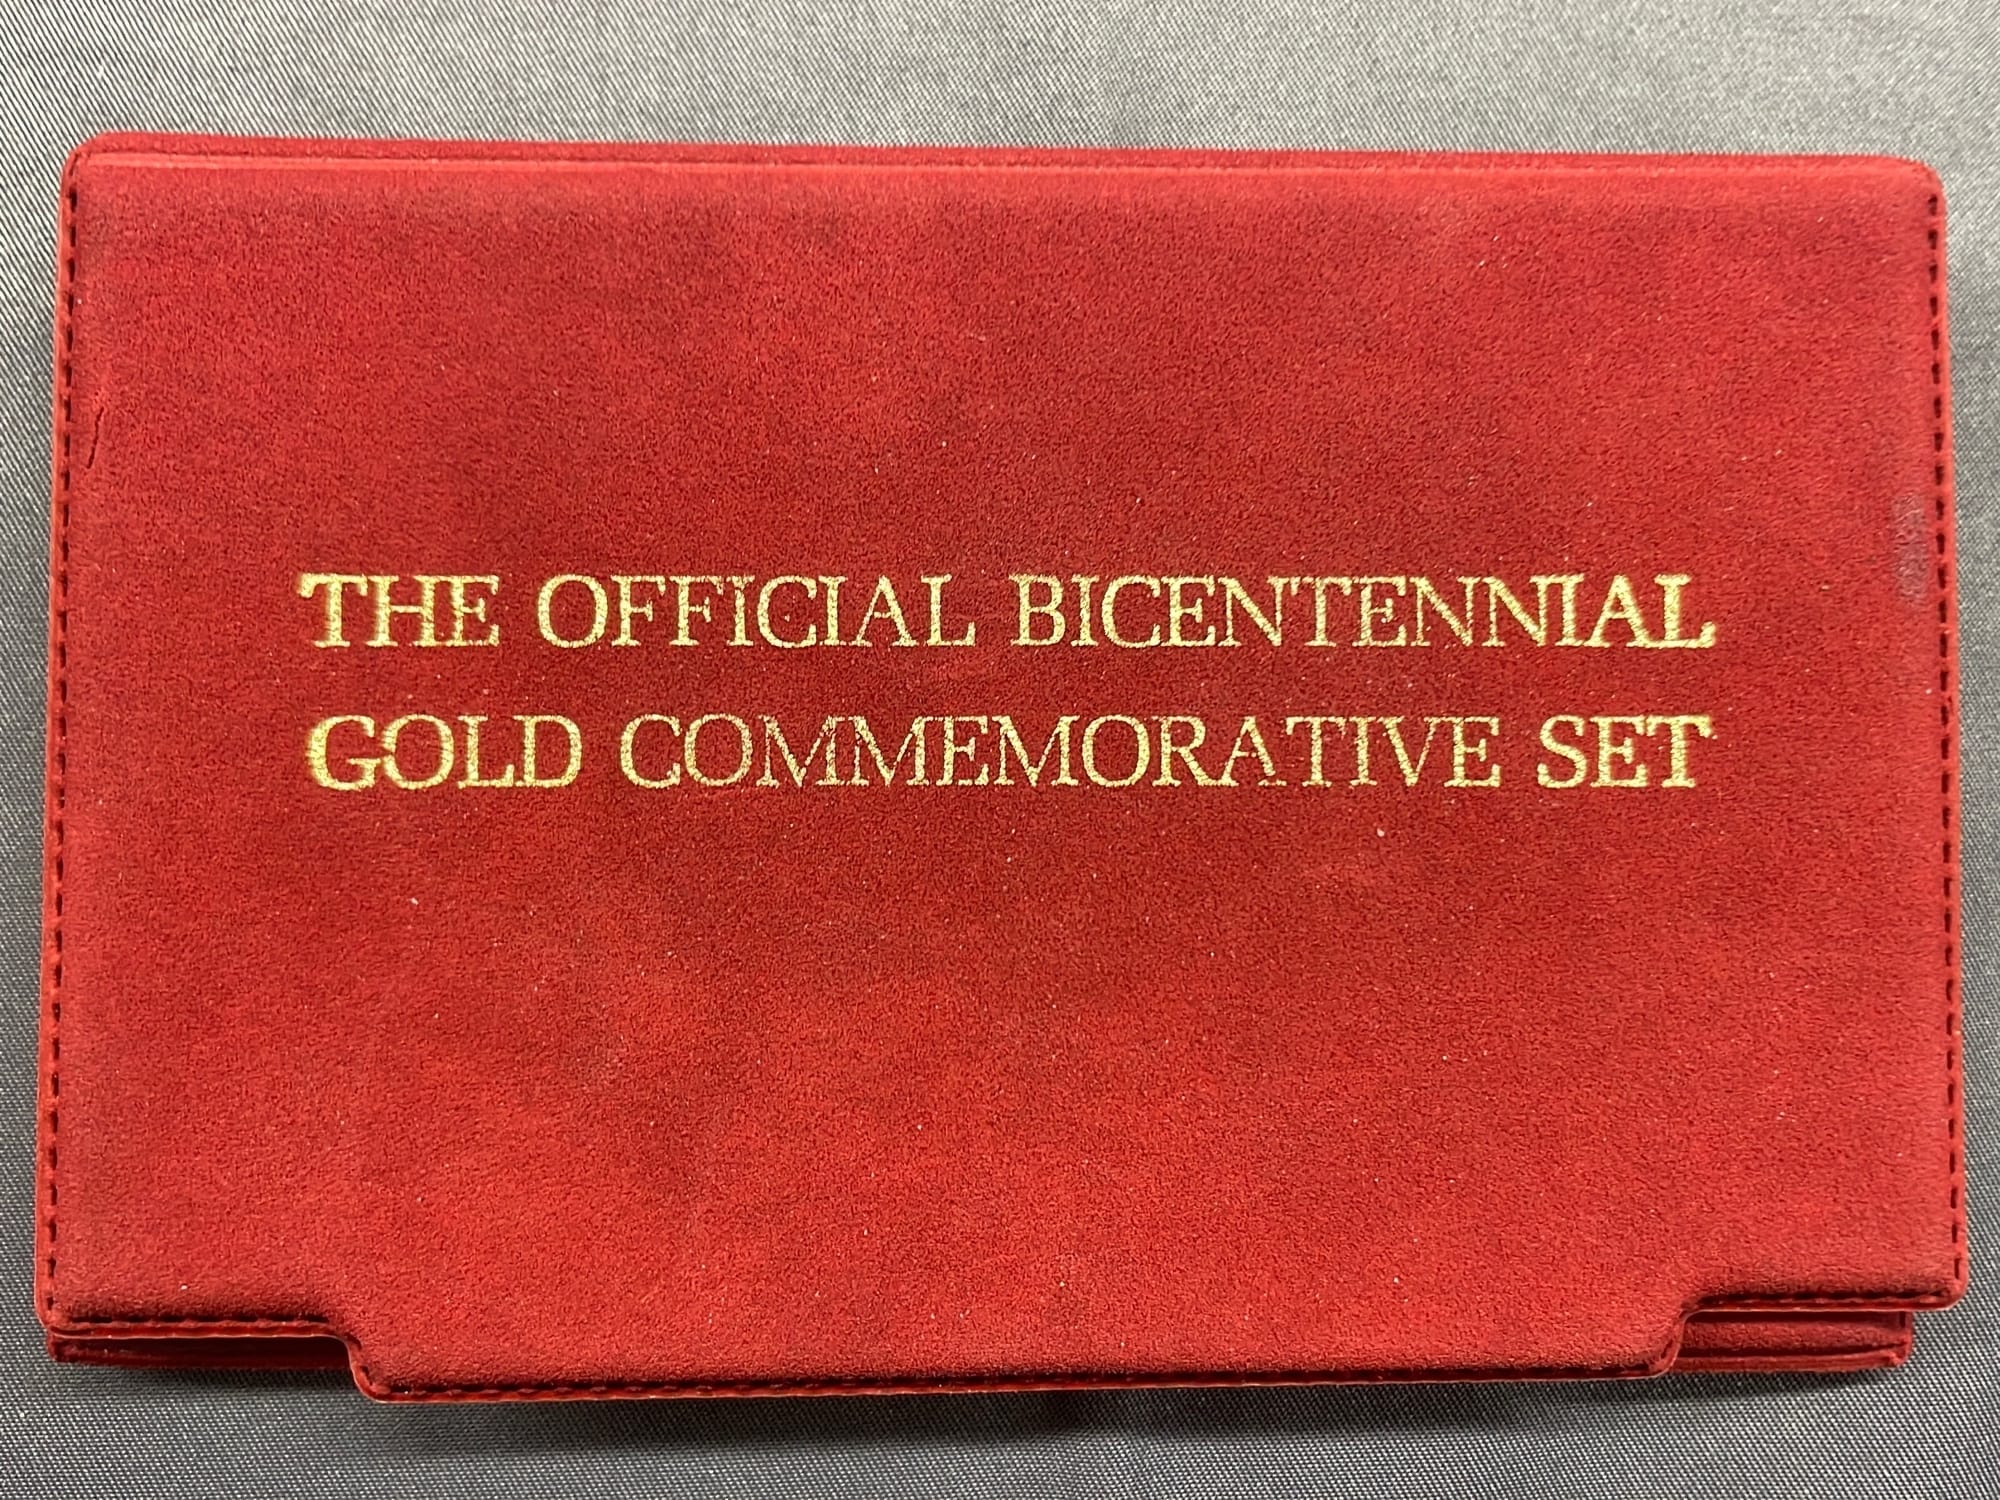 THE OFFICIAL BICENTENNIAL
GOLD COMMEMORATIVE SET